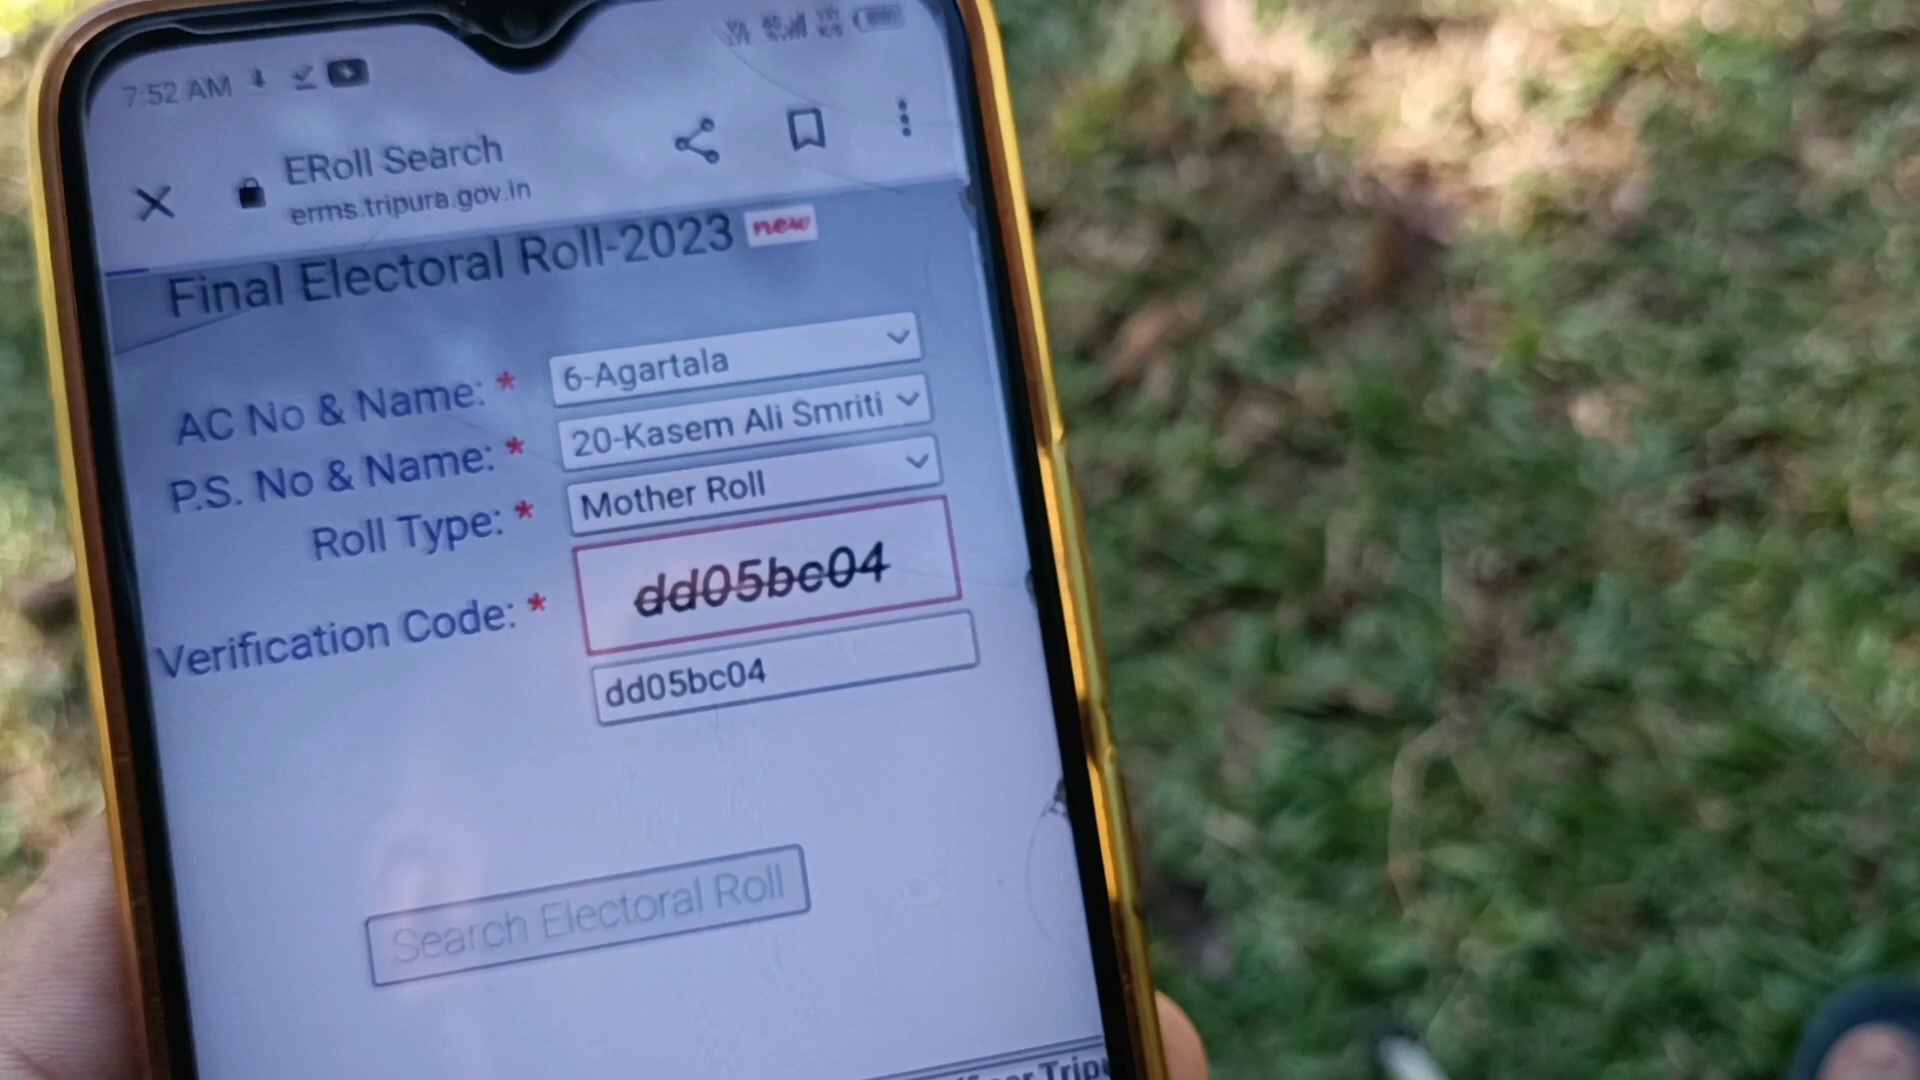 7:52 AM
ERoll Search
erms.tripura.gov.in
Final Electoral Roll-2023 new
AC No & Name: * 6-Agartala
P.S. No & Name: * 20-Kasem Ali Smriti
Roll Type: * Mother Roll
Verification Code: * dd05bc04
dd05bc04
Search Electoral Roll